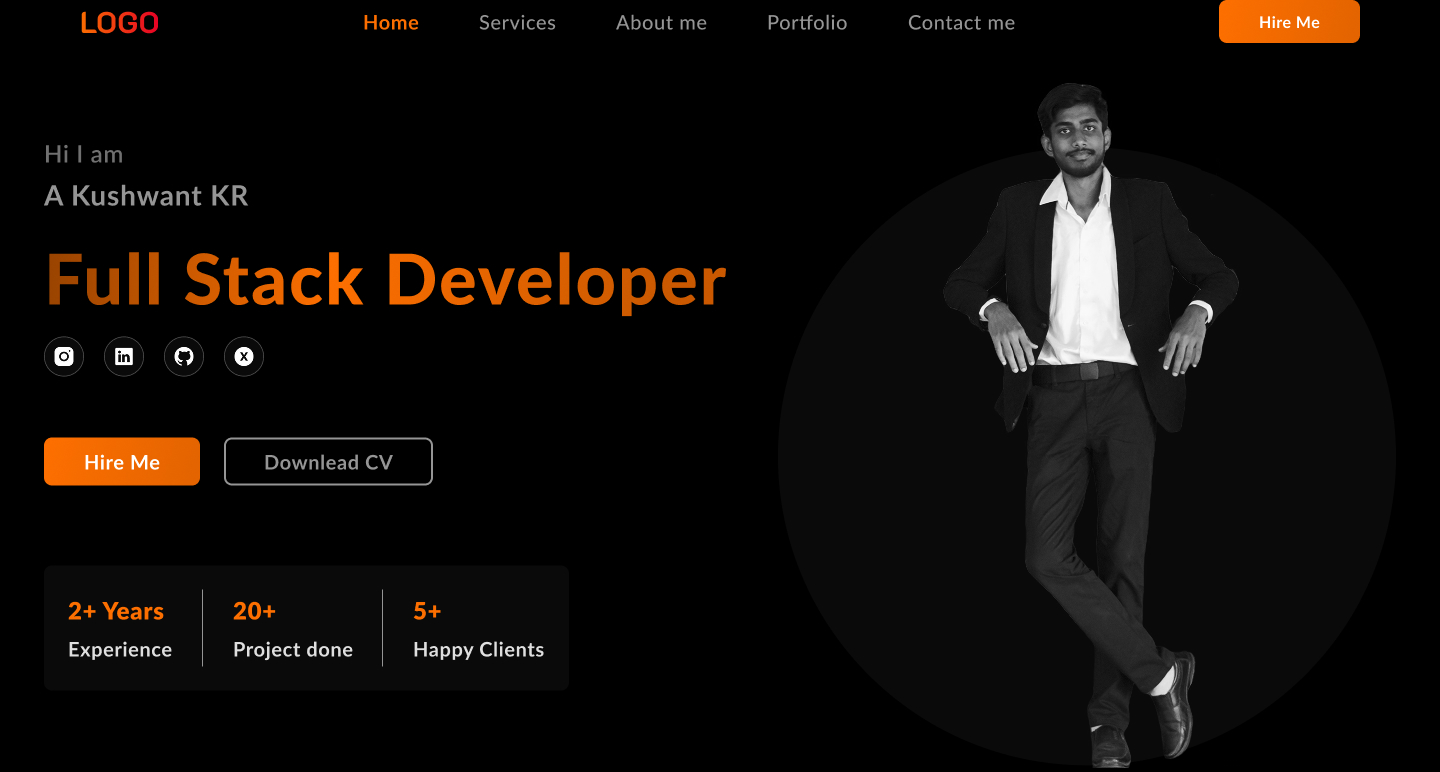 LOGO
Home Services About me Portfolio Contact me Hire Me
Hi I am
A Kushwant KR
Full Stack Developer
in X
Hire Me Downlead CV
2+ Years 20+ 5+
Experience Project done Happy Clients